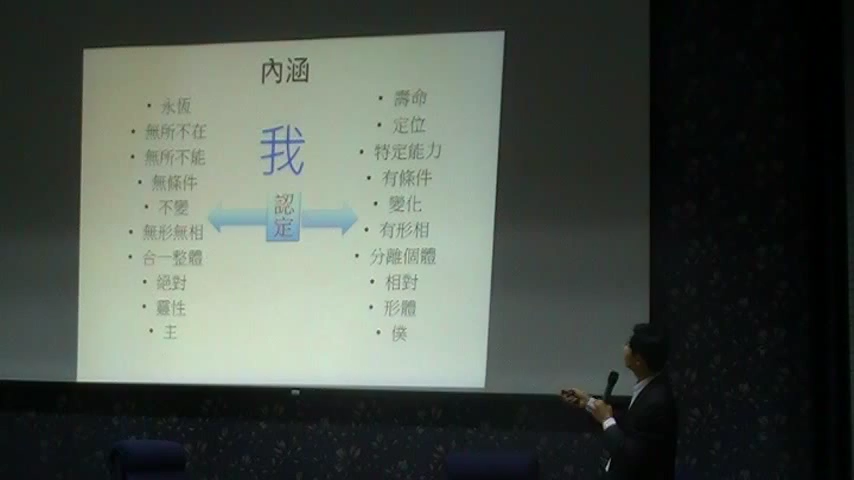 內涵
我
認定
• 永恆
• 無所不在
• 無所不能
• 無條件
• 不變
• 無形無相
• 合一整體
• 絕對
• 靈性
• 主
• 壽命
• 定位
• 特定能力
• 有條件
• 變化
• 有形相
• 分離個體
• 相對
• 形體
• 僕